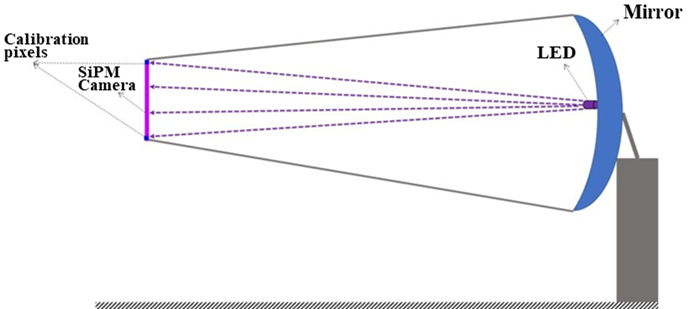 Mirror
Calibration
pixels
LED
SiPM
Camera